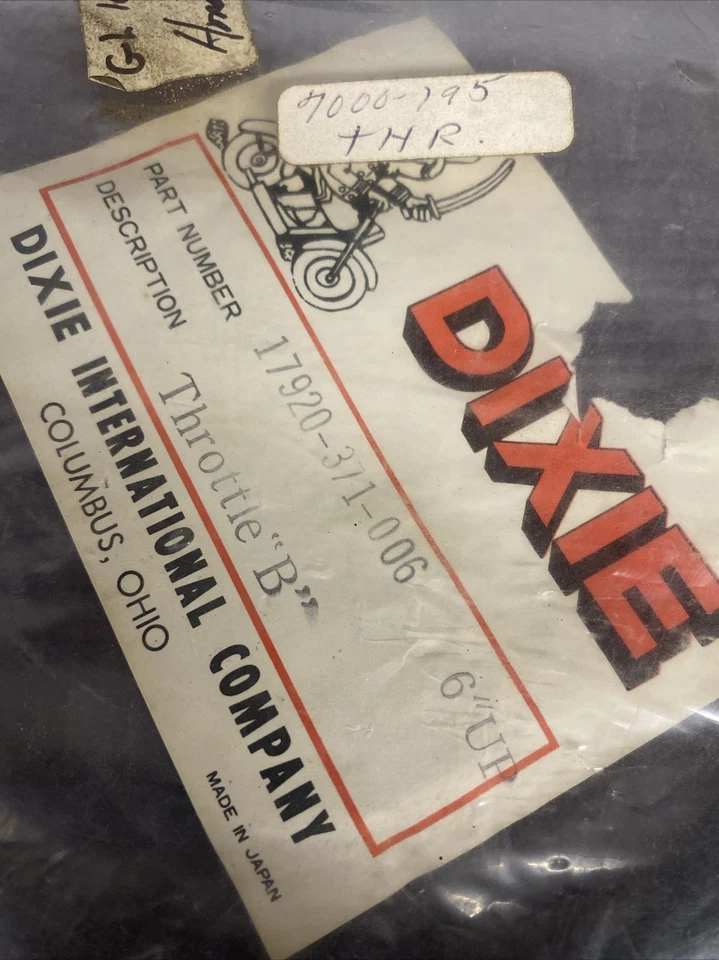 7000-195
THR.
DIXIE
PART NUMBER 17920-371-006 6"UP
DESCRIPTION Throttle "B"
DIXIE INTERNATIONAL COMPANY
COLUMBUS, OHIO
MADE IN JAPAN